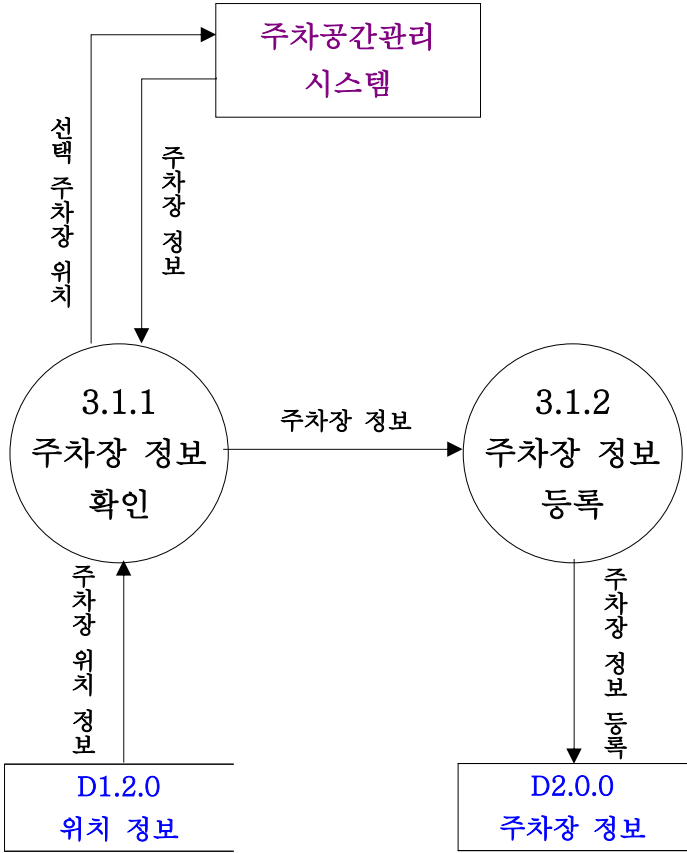 주차공간관리
시스템
선택 주차장 위치
주차장 정보
3.1.1
주차장 정보
확인
주차장 정보
3.1.2
주차장 정보
등록
주차장 위치 정보
주차장 정보 등록
D1.2.0
위치 정보
D2.0.0
주차장 정보